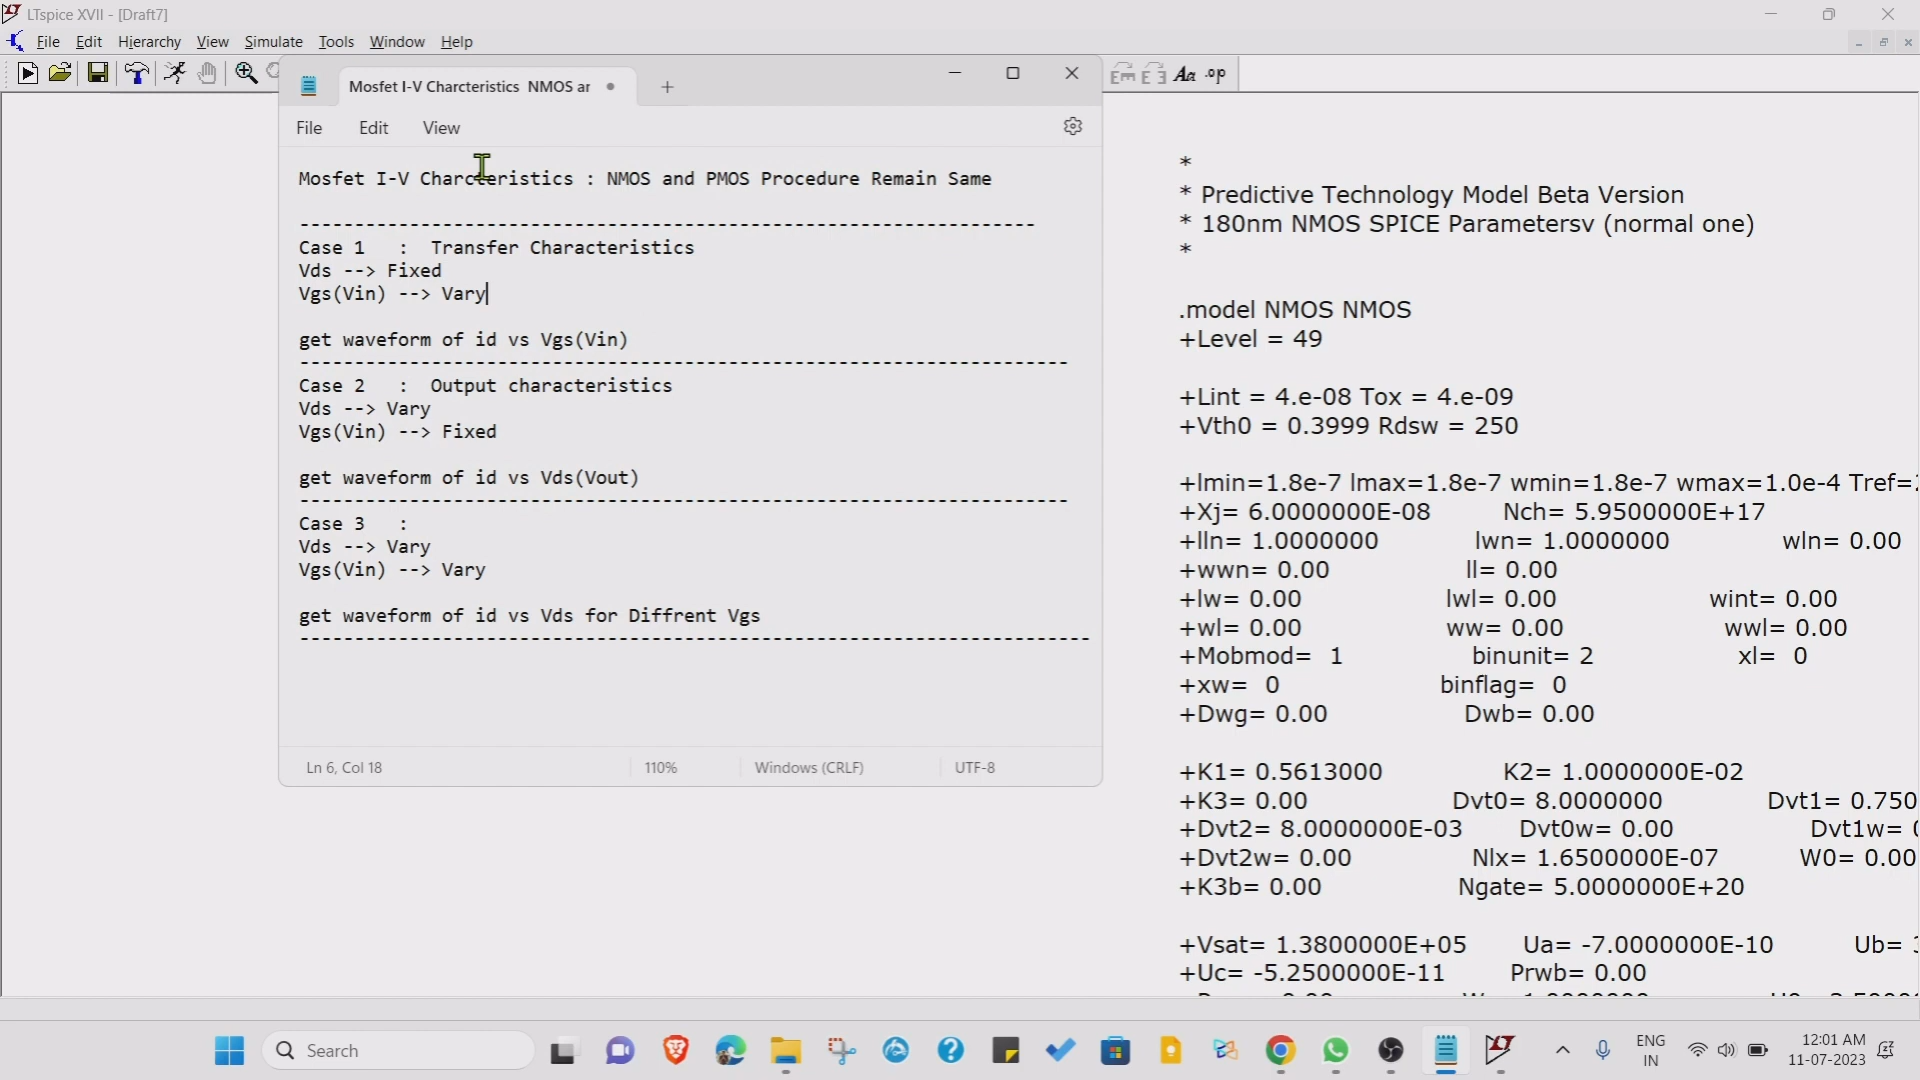 LTspice XVII - [Draft7]
File Edit Hierarchy View Simulate Tools Window Help
Mosfet I-V Charcteristics NMOS ar
File Edit View
Mosfet I-V Charcteristics : NMOS and PMOS Procedure Remain Same
-------------------------------------------------------------------
Case 1 : Transfer Characteristics
Vds --> Fixed
Vgs(Vin) --> Vary
get waveform of id vs Vgs(Vin)
----------------------------------------------------------------------
Case 2 : Output characteristics
Vds --> Vary
Vgs(Vin) --> Fixed
get waveform of id vs Vds(Vout)
----------------------------------------------------------------------
Case 3 :
Vds --> Vary
Vgs(Vin) --> Vary
get waveform of id vs Vds for Diffrent Vgs
------------------------------------------------------------------------
Ln 6, Col 18 110% Windows (CRLF) UTF-8
Aa .op
*
* Predictive Technology Model Beta Version
* 180nm NMOS SPICE Parametersv (normal one)
*
.model NMOS NMOS
+Level = 49
+Lint = 4.e-08 Tox = 4.e-09
+Vth0 = 0.3999 Rdsw = 250
+lmin=1.8e-7 lmax=1.8e-7 wmin=1.8e-7 wmax=1.0e-4 Tref=
+Xj= 6.0000000E-08 Nch= 5.9500000E+17
+lln= 1.0000000 lwn= 1.0000000 wln= 0.00
+wwn= 0.00 ll= 0.00
+lw= 0.00 lwl= 0.00 wint= 0.00
+wl= 0.00 ww= 0.00 wwl= 0.00
+Mobmod= 1 binunit= 2 xl= 0
+xw= 0 binflag= 0
+Dwg= 0.00 Dwb= 0.00
+K1= 0.5613000 K2= 1.0000000E-02
+K3= 0.00 Dvt0= 8.0000000 Dvt1= 0.750
+Dvt2= 8.0000000E-03 Dvt0w= 0.00 Dvt1w=
+Dvt2w= 0.00 Nlx= 1.6500000E-07 W0= 0.00
+K3b= 0.00 Ngate= 5.0000000E+20
+Vsat= 1.3800000E+05 Ua= -7.0000000E-10 Ub=
+Uc= -5.2500000E-11 Prwb= 0.00
Search
ENG
IN
12:01 AM
11-07-2023